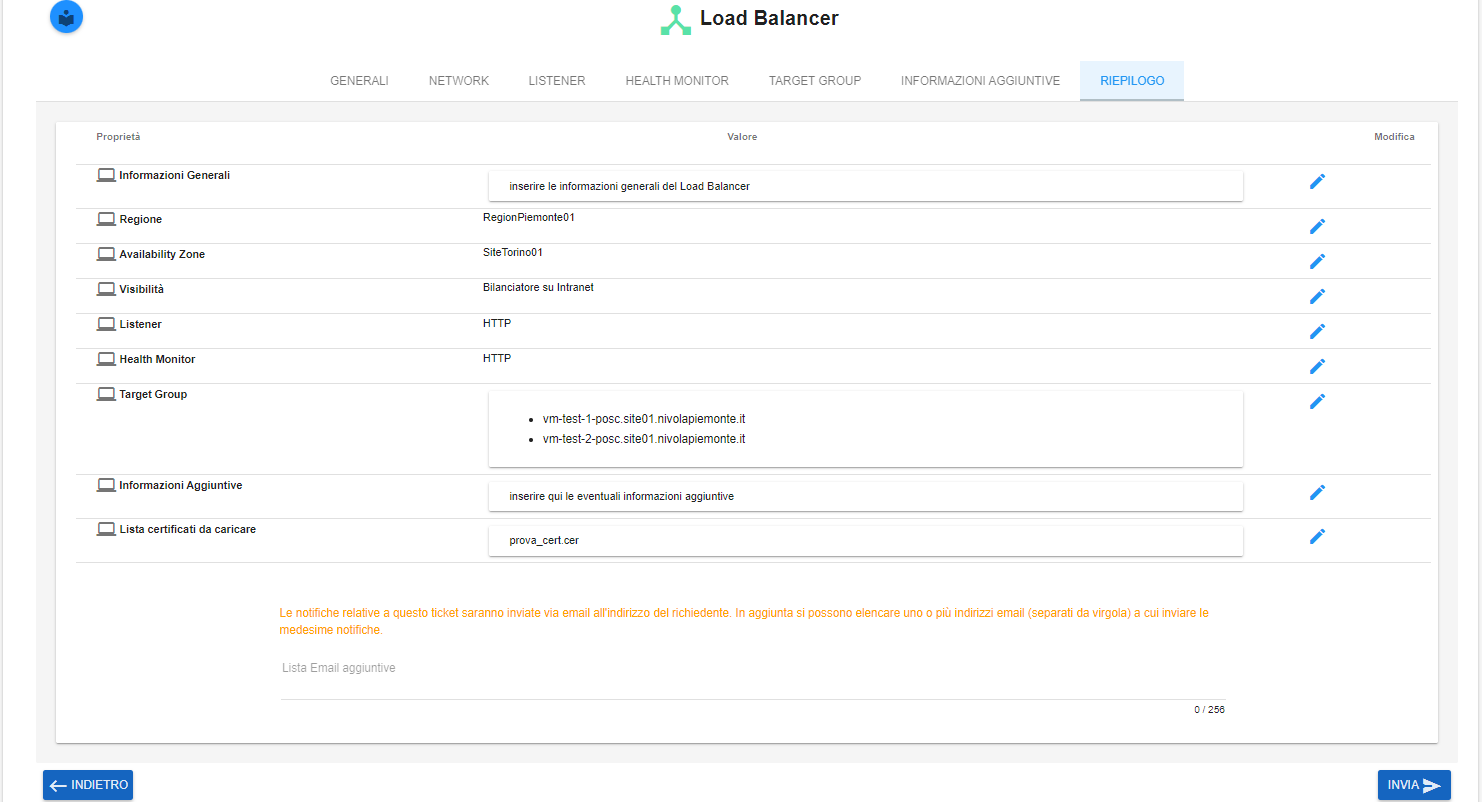 Load Balancer
GENERALI NETWORK LISTENER HEALTH MONITOR TARGET GROUP INFORMAZIONI AGGIUNTIVE RIEPILOGO
Proprietà Valore Modifica
Informazioni Generali
inserire le informazioni generali del Load Balancer
Regione RegionPiemonte01
Availability Zone SiteTorino01
Visibilità Bilanciatore su Intranet
Listener HTTP
Health Monitor HTTP
Target Group
vm-test-1-posc.site01.nivolapiemonte.it
vm-test-2-posc.site01.nivolapiemonte.it
Informazioni Aggiuntive
inserire qui le eventuali informazioni aggiuntive
Lista certificati da caricare
prova_cert.cer
Le notifiche relative a questo ticket saranno inviate via email all'indirizzo del richiedente. In aggiunta si possono elencare uno o più indirizzi email (separati da virgola) a cui inviare le
medesime notifiche.
Lista Email aggiuntive
0 / 256
INDIETRO INVIA